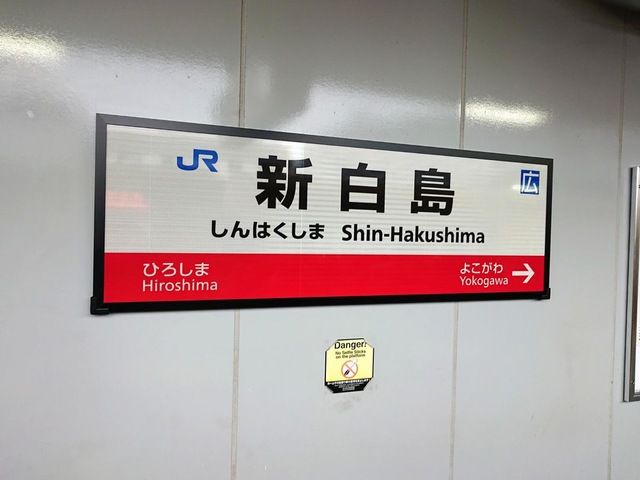 JR
新白島
広
しんはくしま Shin-Hakushima
ひろしま
Hiroshima
よこがわ
Yokogawa
Danger!
No Selfie Sticks
on the platform